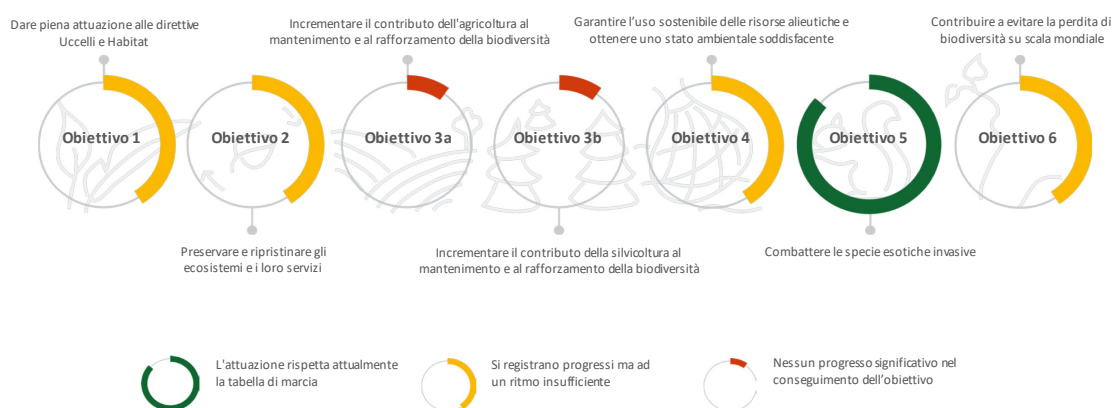 Dare piena attuazione alle direttive
Uccelli e Habitat
Incrementare il contributo dell'agricoltura al
mantenimento e al rafforzamento della biodiversità
Garantire l'uso sostenibile delle risorse alieutiche e
ottenere uno stato ambientale soddisfacente
Contribuire a evitare la perdita di
biodiversità su scala mondiale
Obiettivo 1
Obiettivo 2
Obiettivo 3a
Obiettivo 3b
Obiettivo 4
Obiettivo 5
Obiettivo 6
Preservare e ripristinare gli
ecosistemi e i loro servizi
Incrementare il contributo della silvicoltura al
mantenimento e al rafforzamento della biodiversità
Combattere le specie esotiche invasive
L'attuazione rispetta attualmente
la tabella di marcia
Si registrano progressi ma ad
un ritmo insufficiente
Nessun progresso significativo nel
conseguimento dell'obiettivo